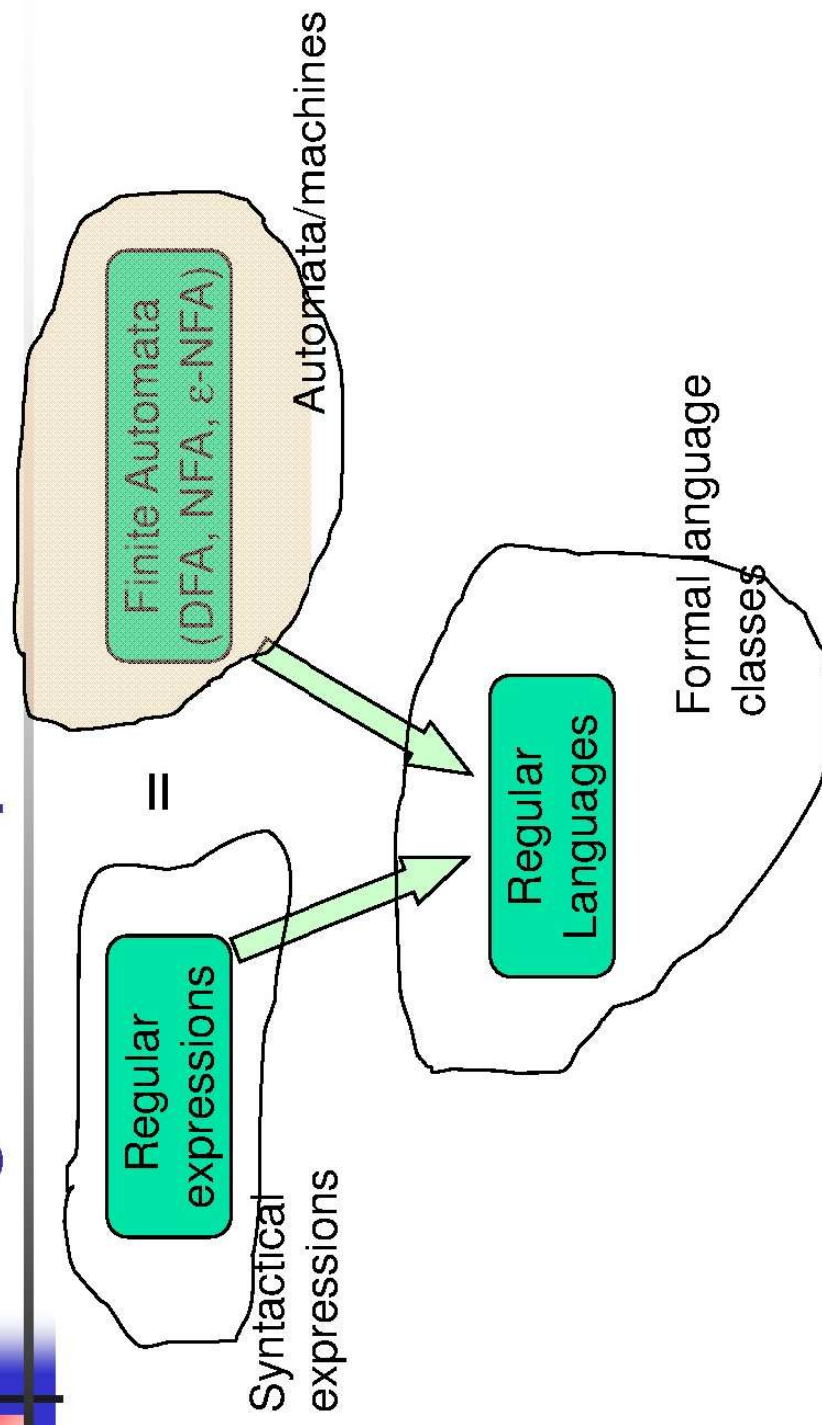 Regular
expressions
=
Finite Automata
(DFA, NFA, ε-NFA)
Syntactical
expressions
Automata/machines
Regular
Languages
Formal language
classes